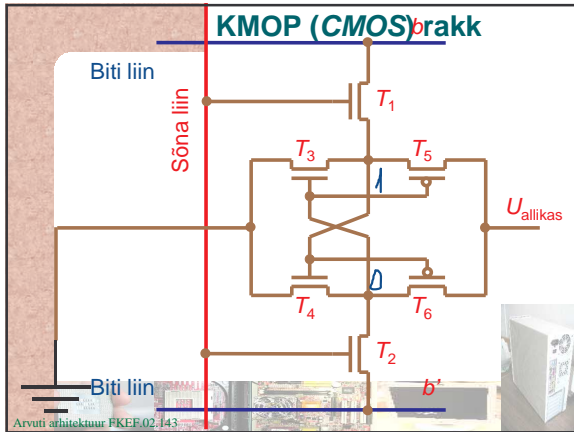 KMOP (CMOS) rakk
b
Biti liin
Sõna liin
T1
T3
T5
1
Uallikas
0
T4
T6
T2
Biti liin
b'
Arvuti arhitektuur FKEF.02.143